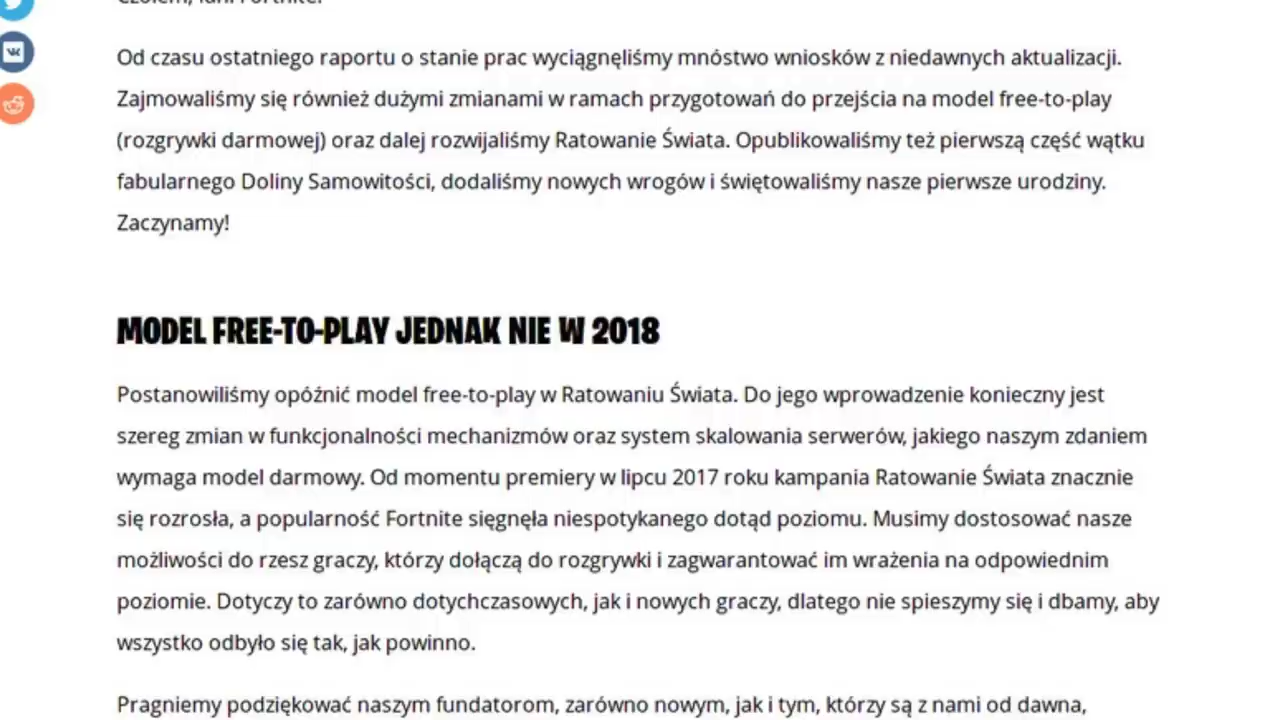 Od czasu ostatniego raportu o stanie prac wyciągnęliśmy mnóstwo wniosków z niedawnych aktualizacji.
Zajmowaliśmy się również dużymi zmianami w ramach przygotowań do przejścia na model free-to-play
(rozgrywki darmowej) oraz dalej rozwijaliśmy Ratowanie Świata. Opublikowaliśmy też pierwszą część wątku
fabularnego Doliny Samowitości, dodaliśmy nowych wrogów i świętowaliśmy nasze pierwsze urodziny.
Zaczynamy!
MODEL FREE-TO-PLAY JEDNAK NIE W 2018
Postanowiliśmy opóźnić model free-to-play w Ratowaniu Świata. Do jego wprowadzenie konieczny jest
szereg zmian w funkcjonalności mechanizmów oraz system skalowania serwerów, jakiego naszym zdaniem
wymaga model darmowy. Od momentu premiery w lipcu 2017 roku kampania Ratowanie Świata znacznie
się rozrosła, a popularność Fortnite sięgnęła niespotykanego dotąd poziomu. Musimy dostosować nasze
możliwości do rzesz graczy, którzy dołączą do rozgrywki i zagwarantować im wrażenia na odpowiednim
poziomie. Dotyczy to zarówno dotychczasowych, jak i nowych graczy, dlatego nie spieszymy się i dbamy, aby
wszystko odbyło się tak, jak powinno.
Pragniemy podziękować naszym fundatorom, zarówno nowym, jak i tym, którzy są z nami od dawna,